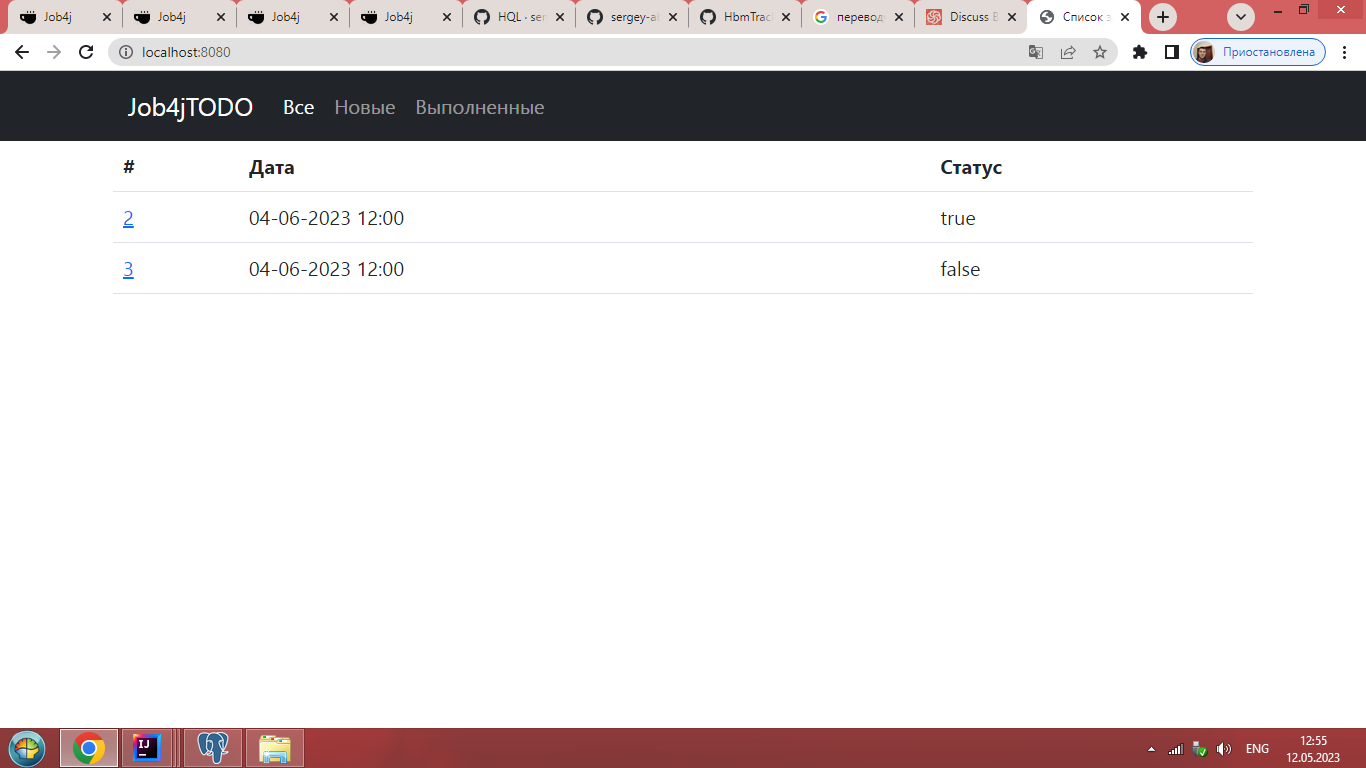 Job4j
Job4j
Job4j
Job4j
HQL · ser
sergey-al
HbmTrac
перевод
Discuss
Список з
localhost:8080
Приостановлена
Job4jTODO Все Новые Выполненные
# Дата Статус
2 04-06-2023 12:00 true
3 04-06-2023 12:00 false
IJ
ENG
12:55
12.05.2023